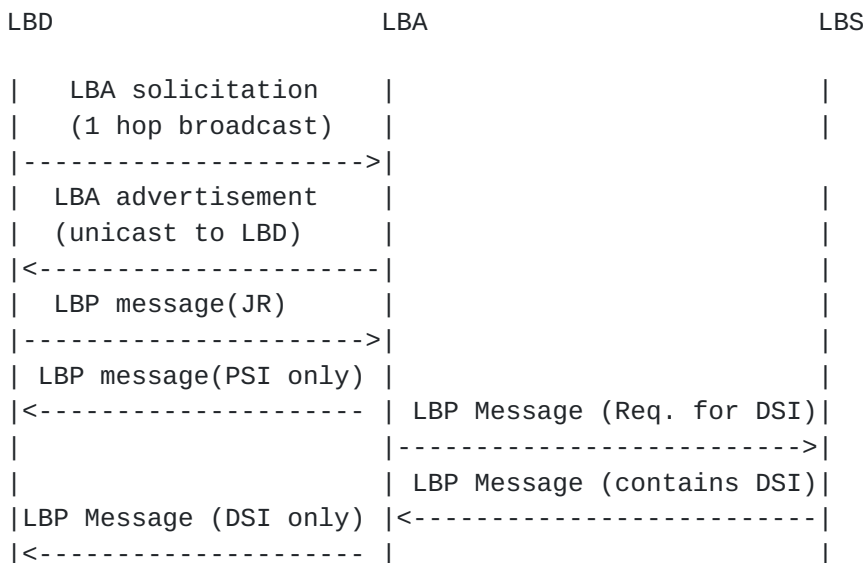 LBD LBA LBS
| LBA solicitation | |
| (1 hop broadcast) | |
|---------------------->|
| LBA advertisement | |
| (unicast to LBD) | |
|<----------------------| |
| LBP message(JR) | |
|---------------------->| |
| LBP message(PSI only) | |
|<--------------------- | LBP Message (Req. for DSI)|
| |-------------------------->|
| | LBP Message (contains DSI)|
|LBP Message (DSI only) |<--------------------------|
|<--------------------- | |